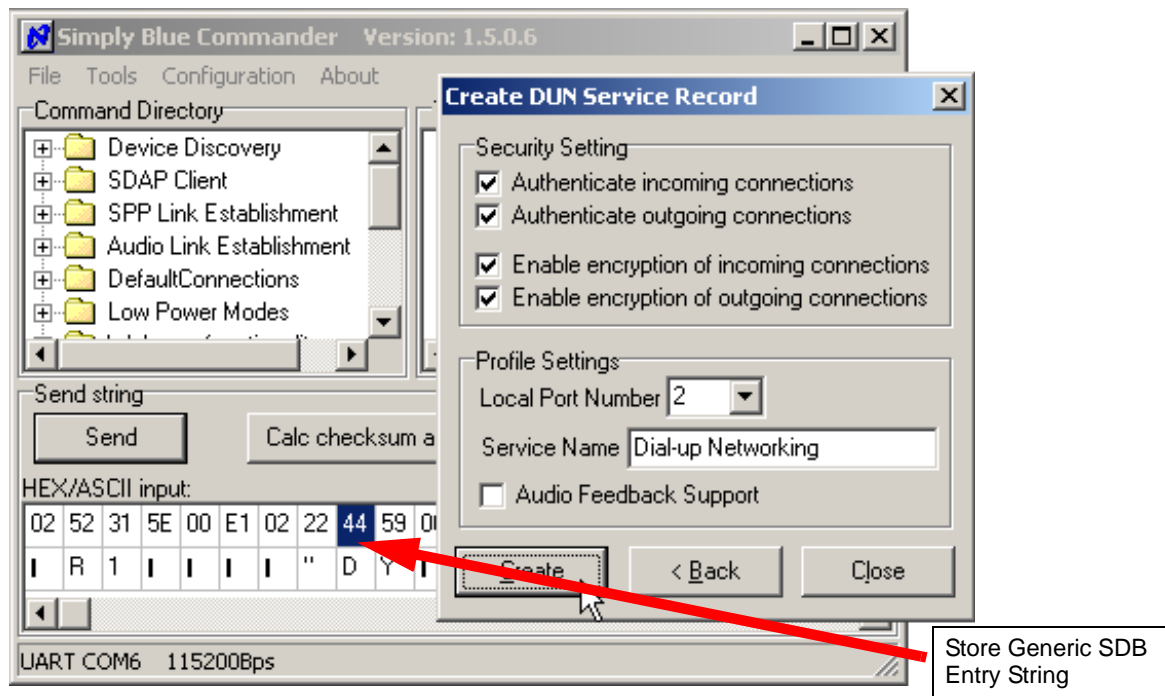 Simply Blue Commander Version: 1.5.0.6
File Tools Configuration About
Command Directory
Device Discovery
SDAP Client
SPP Link Establishment
Audio Link Establishment
DefaultConnections
Low Power Modes
Send string
Send
Calc checksum a
HEX/ASCII input:
02 52 31 5E 00 E1 02 22 44 59
R 1 " D Y
UART COM6 115200Bps
Create DUN Service Record
Security Setting
Authenticate incoming connections
Authenticate outgoing connections
Enable encryption of incoming connections
Enable encryption of outgoing connections
Profile Settings
Local Port Number 2
Service Name Dial-up Networking
Audio Feedback Support
Create
< Back
Close
Store Generic SDB
Entry String